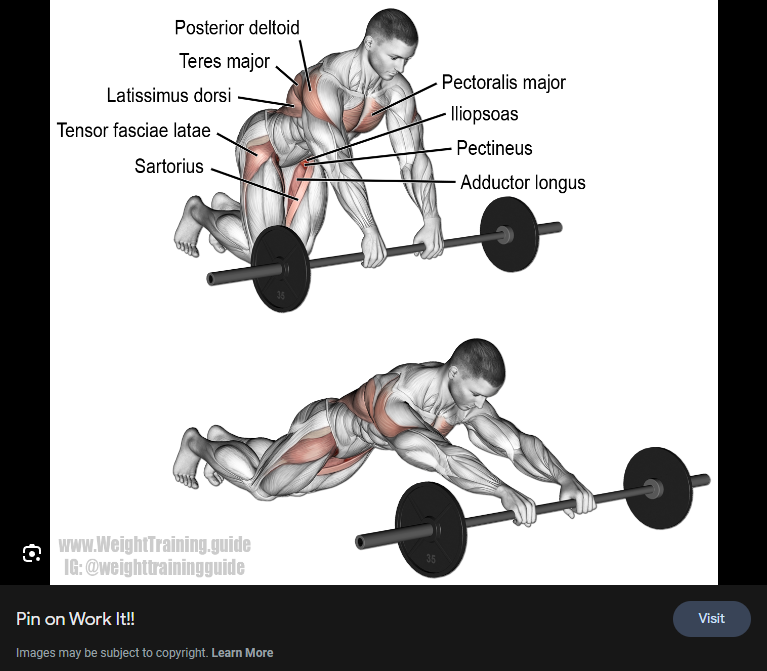 Posterior deltoid
Teres major
Latissimus dorsi
Pectoralis major
Iliopsoas
Tensor fasciae latae
Pectineus
Sartorius
Adductor longus
35
35
www.WeightTraining.guide
IG: @weighttrainingguide
Pin on Work It!!
Visit
Images may be subject to copyright. Learn More